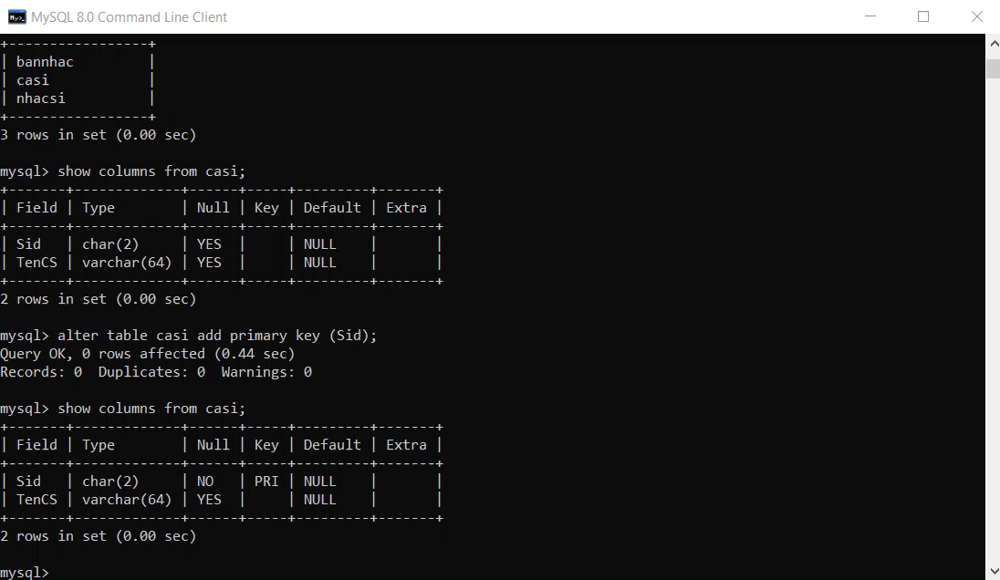 MySQL 8.0 Command Line Client
+-----------------+
| bannhac         |
| casi            |
| nhacsi          |
+-----------------+
3 rows in set (0.00 sec)
mysql> show columns from casi;
+-------+-------------+------+-----+---------+-------+
| Field | Type        | Null | Key | Default | Extra |
+-------+-------------+------+-----+---------+-------+
| Sid   | char(2)     | YES  |     | NULL    |       |
| TenCS | varchar(64) | YES  |     | NULL    |       |
+-------+-------------+------+-----+---------+-------+
2 rows in set (0.00 sec)
mysql> alter table casi add primary key (Sid);
Query OK, 0 rows affected (0.44 sec)
Records: 0  Duplicates: 0  Warnings: 0
mysql> show columns from casi;
+-------+-------------+------+-----+---------+-------+
| Field | Type        | Null | Key | Default | Extra |
+-------+-------------+------+-----+---------+-------+
| Sid   | char(2)     | NO   | PRI | NULL    |       |
| TenCS | varchar(64) | YES  |     | NULL    |       |
+-------+-------------+------+-----+---------+-------+
2 rows in set (0.00 sec)
mysql>